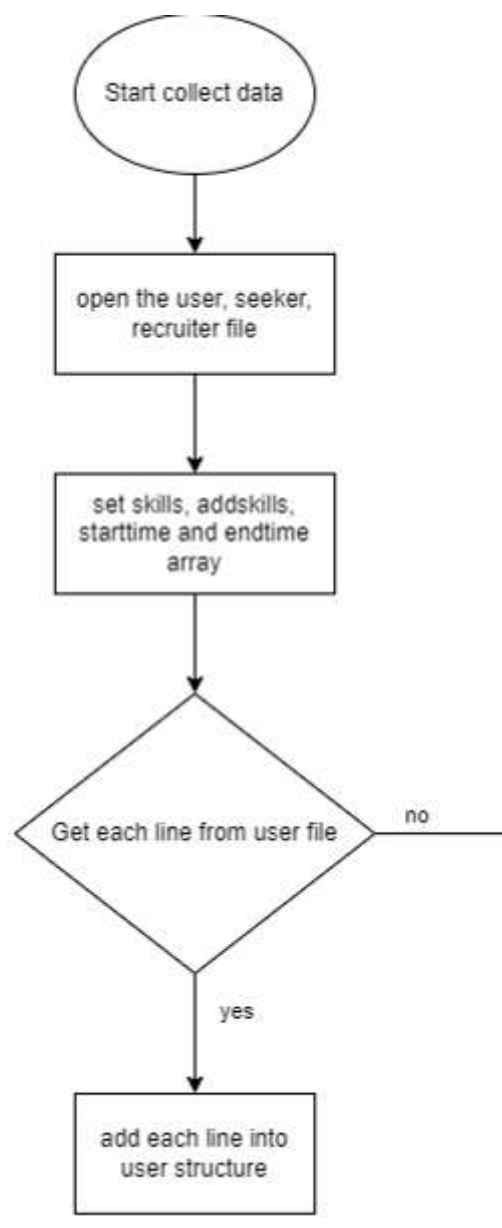 Start collect data
open the user, seeker,
recruiter file
set skills, addskills,
starttime and endtime
array
Get each line from user file
no
yes
add each line into
user structure